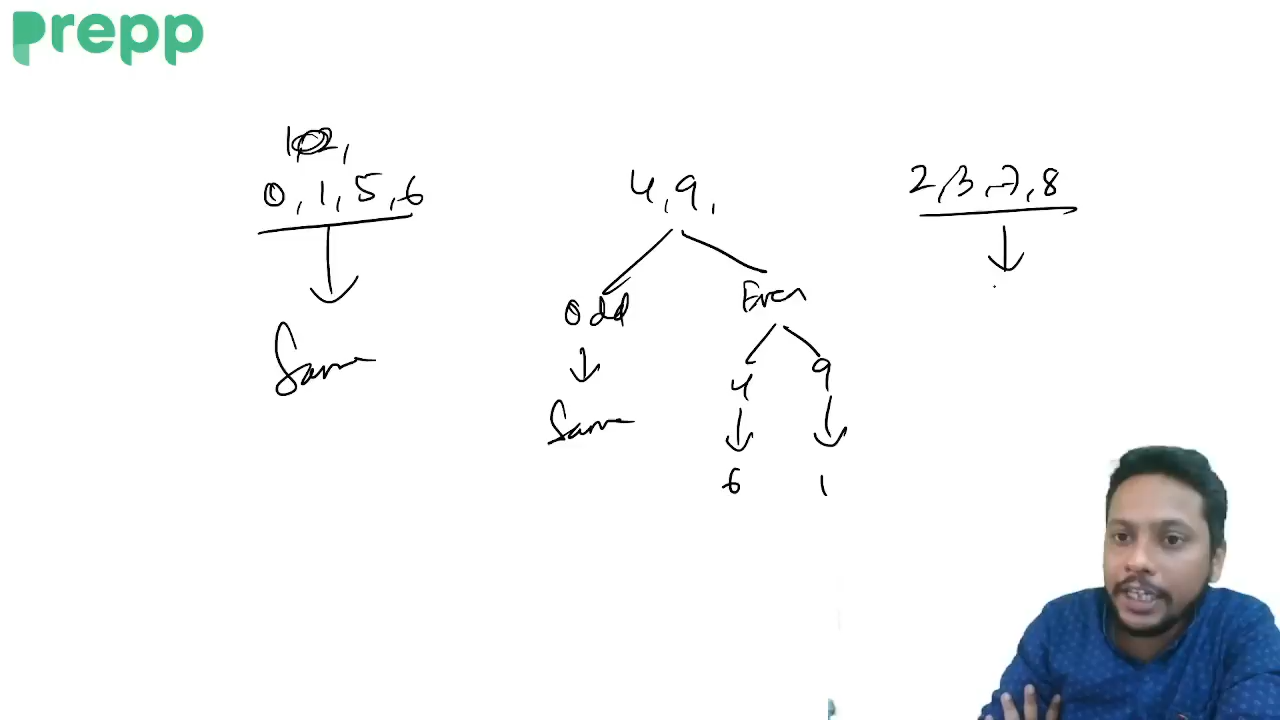 Prepp
0, 1, 5, 6
Same
4, 9,
Odd
Same
Even
4 9
6 1
2, 3, 7, 8